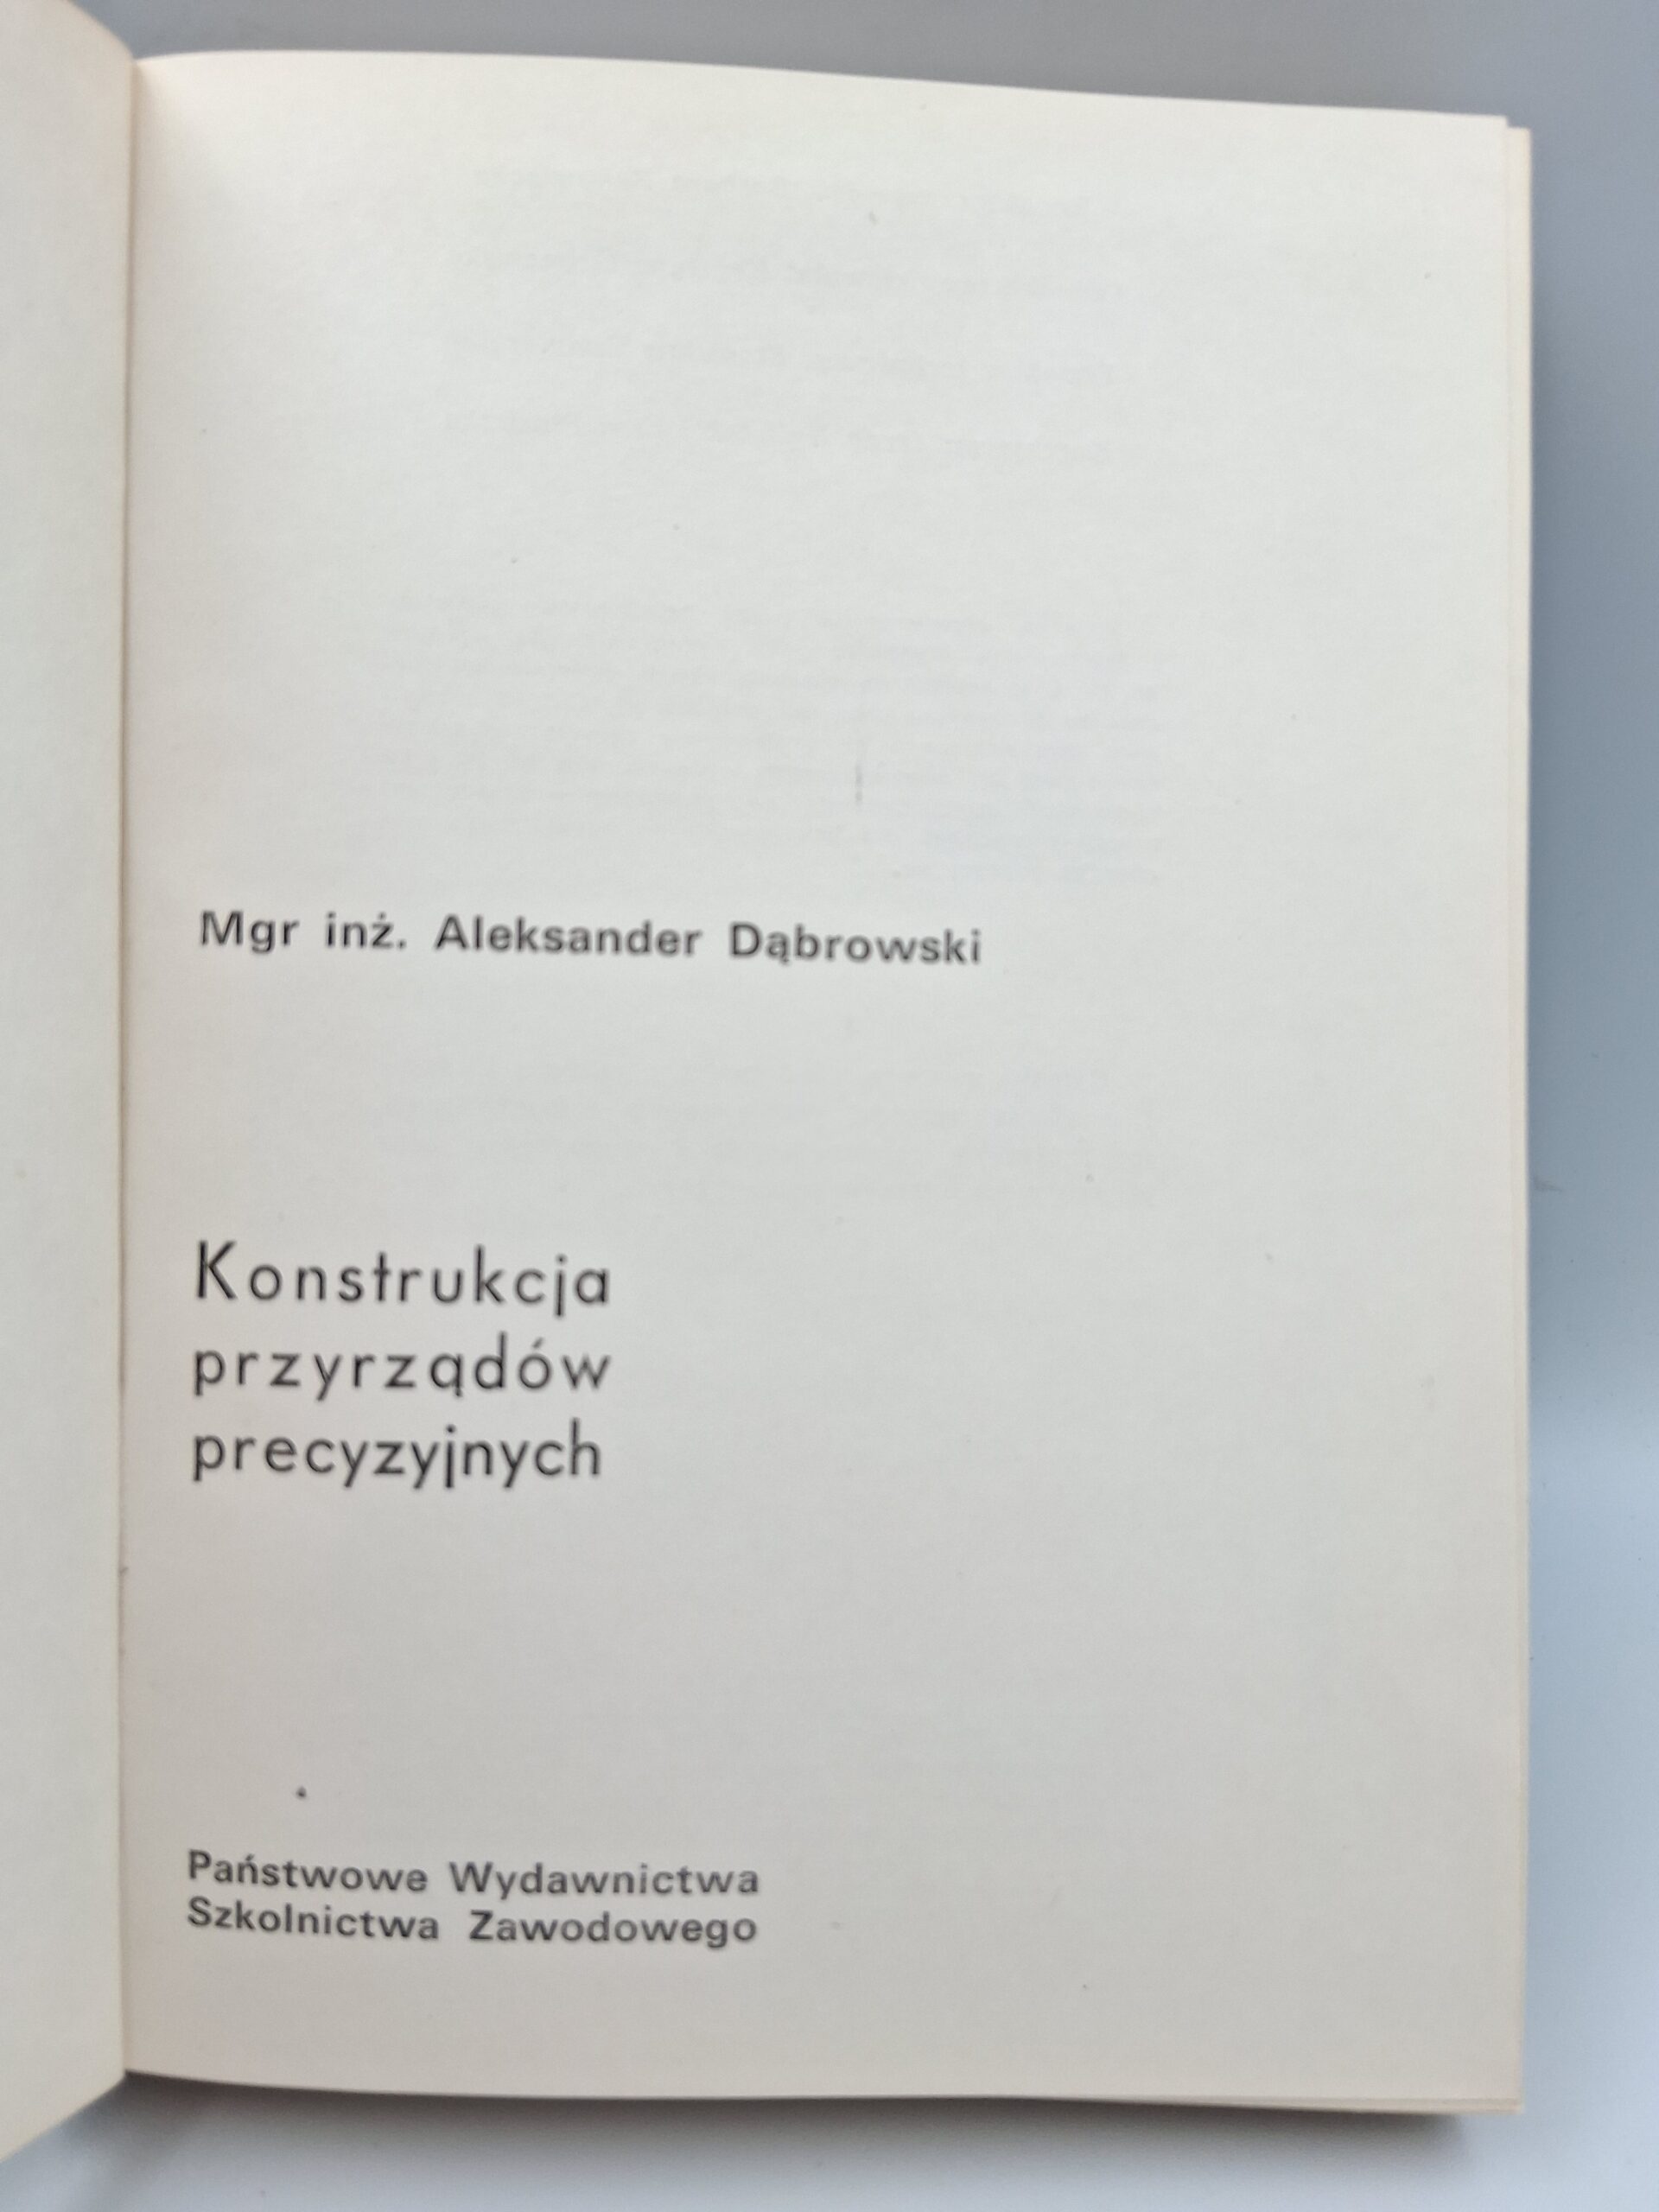 Mgr inż. Aleksander Dąbrowski
Konstrukcja
przyrządów
precyzyjnych
Państwowe Wydawnictwa
Szkolnictwa Zawodowego